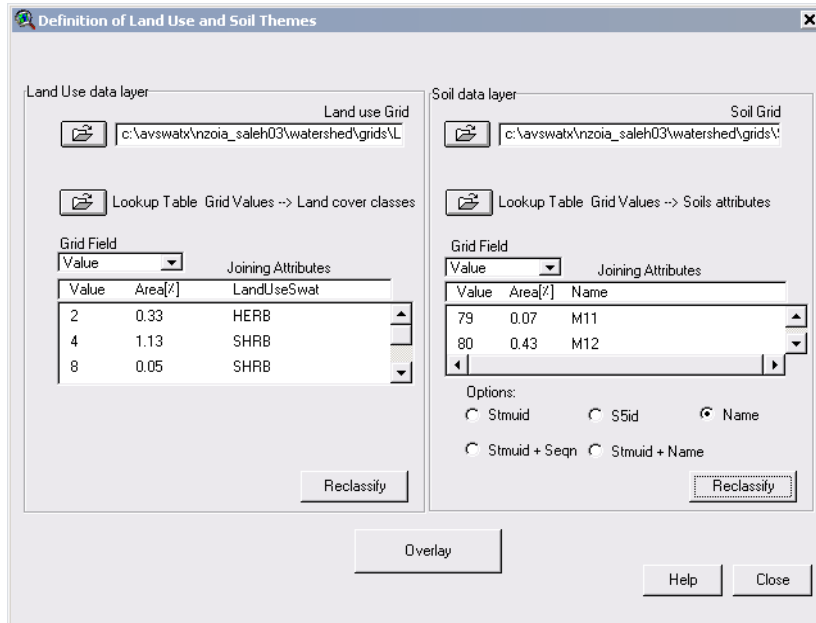 Definition of Land Use and Soil Themes
Land Use data layer
Land use Grid
c:\avswatx\nzoia_saleh03\watershed\grids\L
Lookup Table Grid Values --> Land cover classes
Grid Field
Value
Joining Attributes
Value Area[%] LandUseSwat
2 0.33 HERB
4 1.13 SHRB
8 0.05 SHRB
Reclassify
Soil data layer
Soil Grid
c:\avswatx\nzoia_saleh03\watershed\grids\
Lookup Table Grid Values --> Soils attributes
Grid Field
Value
Joining Attributes
Value Area[%] Name
79 0.07 M11
80 0.43 M12
Options:
Stmuid S5id Name
Stmuid + Seqn Stmuid + Name
Reclassify
Overlay
Help Close